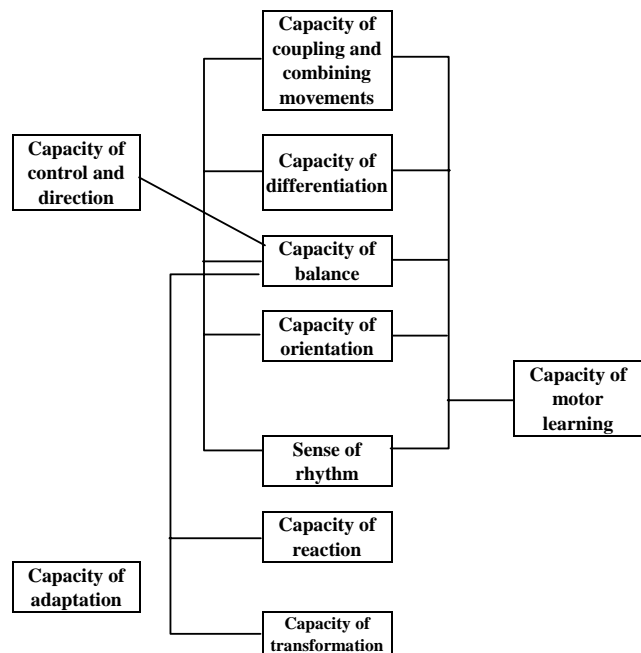 Capacity of
coupling and
combining
movements
Capacity of
control and
direction
Capacity of
differentiation
Capacity of
balance
Capacity of
orientation
Capacity of
motor
learning
Sense of
rhythm
Capacity of
reaction
Capacity of
adaptation
Capacity of
transformation